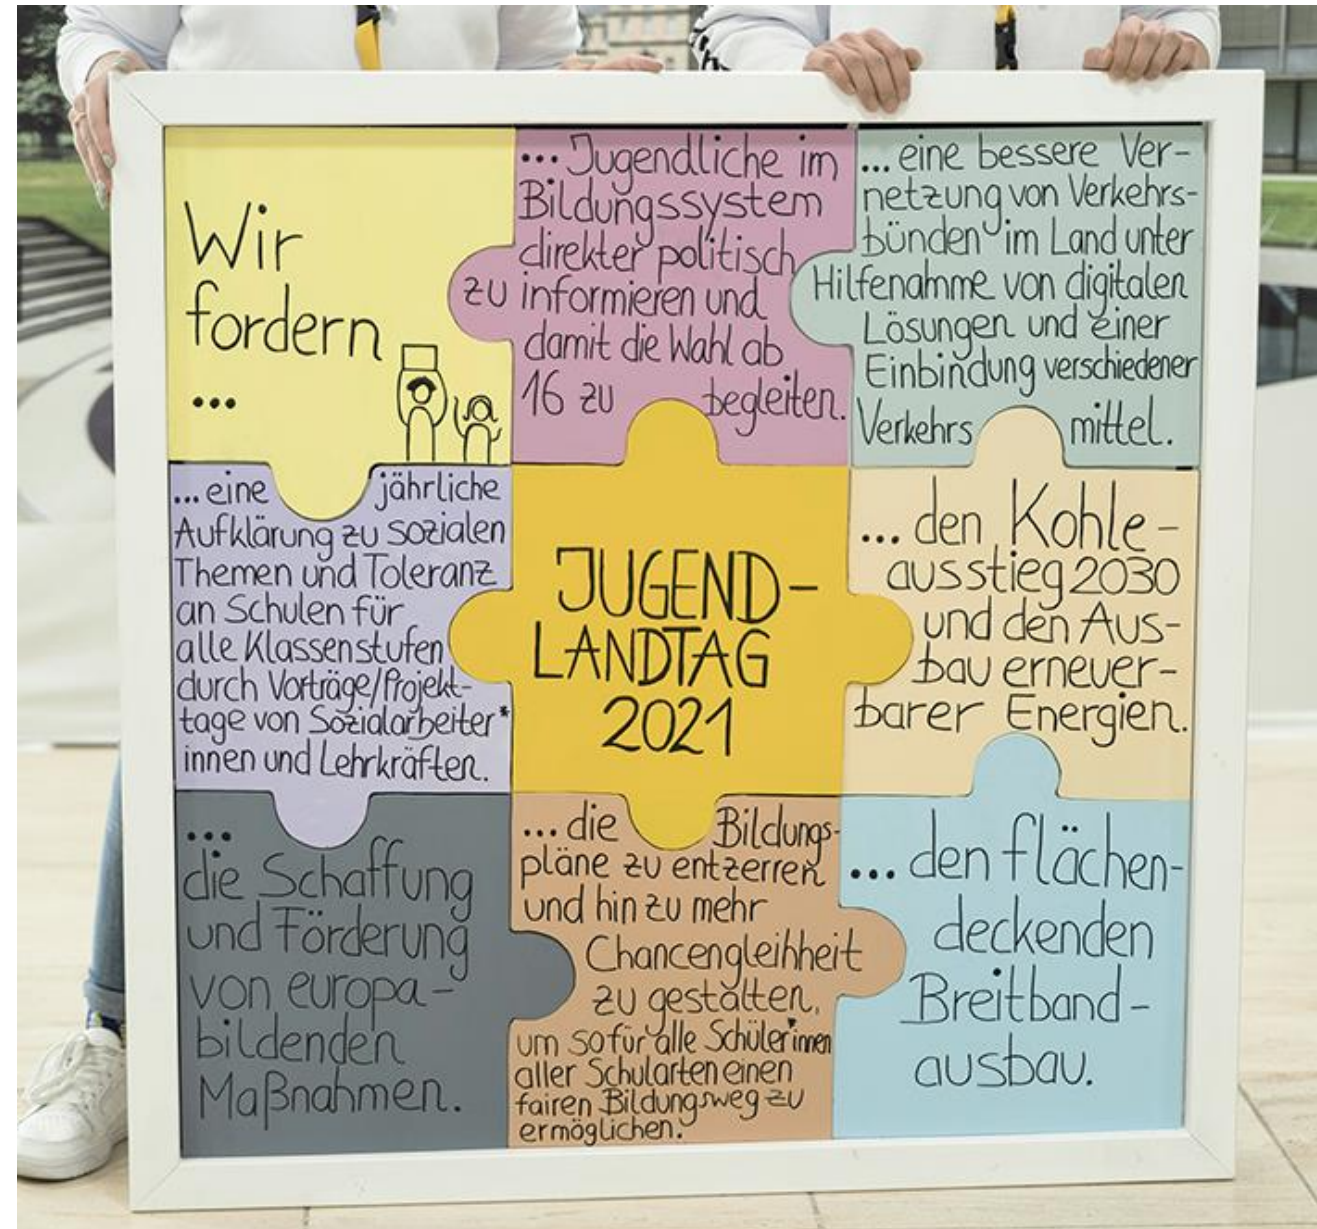 Wir
fordern
...
... Jugendliche im
Bildungssystem
direkter politisch
zu informieren und
damit die Wahl ab
16 zu begleiten.
... eine bessere Ver-
netzung von Verkehrs-
bünden im Land unter
Hilfenamme von digitalen
Lösungen und einer
Einbindung verschiedener
Verkehrs mittel.
... eine jährliche
Aufklärung zu sozialen
Themen und Toleranz
an Schulen für
alle Klassenstufen
durch Vorträge/Projekt-
tage von Sozialarbeiter*
innen und Lehrkräften.
JUGEND-
LANDTAG
2021
... den Kohle-
ausstieg 2030
und den Aus-
bau erneuer-
barer Energien.
...
die Schaffung
und Förderung
von europa-
bildenden
Maßnahmen.
... die Bildungs-
pläne zu entzerren
und hin zu mehr
Chancengleihheit
zu gestalten,
um so für alle Schüler*innen
aller Schularten einen
fairen Bildungsweg zu
ermöglichen.
... den flächen-
deckenden
Breitband-
ausbau.